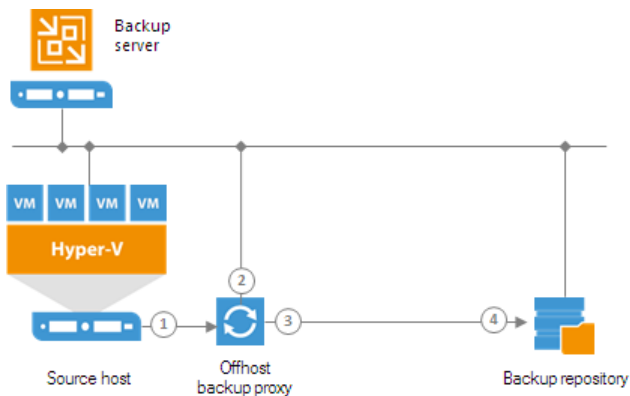 Backup
server
VM
VM
VM
VM
Hyper-V
2
1
3
4
Source host
Offhost
backup proxy
Backup repository